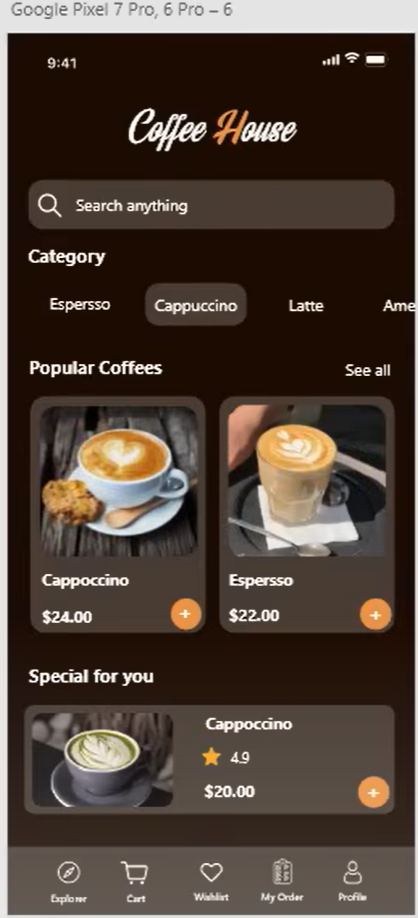 Google Pixel 7 Pro, 6 Pro – 6
9:41
Coffee House
Search anything
Category
Espersso Cappuccino Latte Ame
Popular Coffees See all
Cappoccino Espersso
$24.00 + $22.00 +
Special for you
Cappoccino
4.9
$20.00 +
Explorer Cart Wishlist My Order Profile